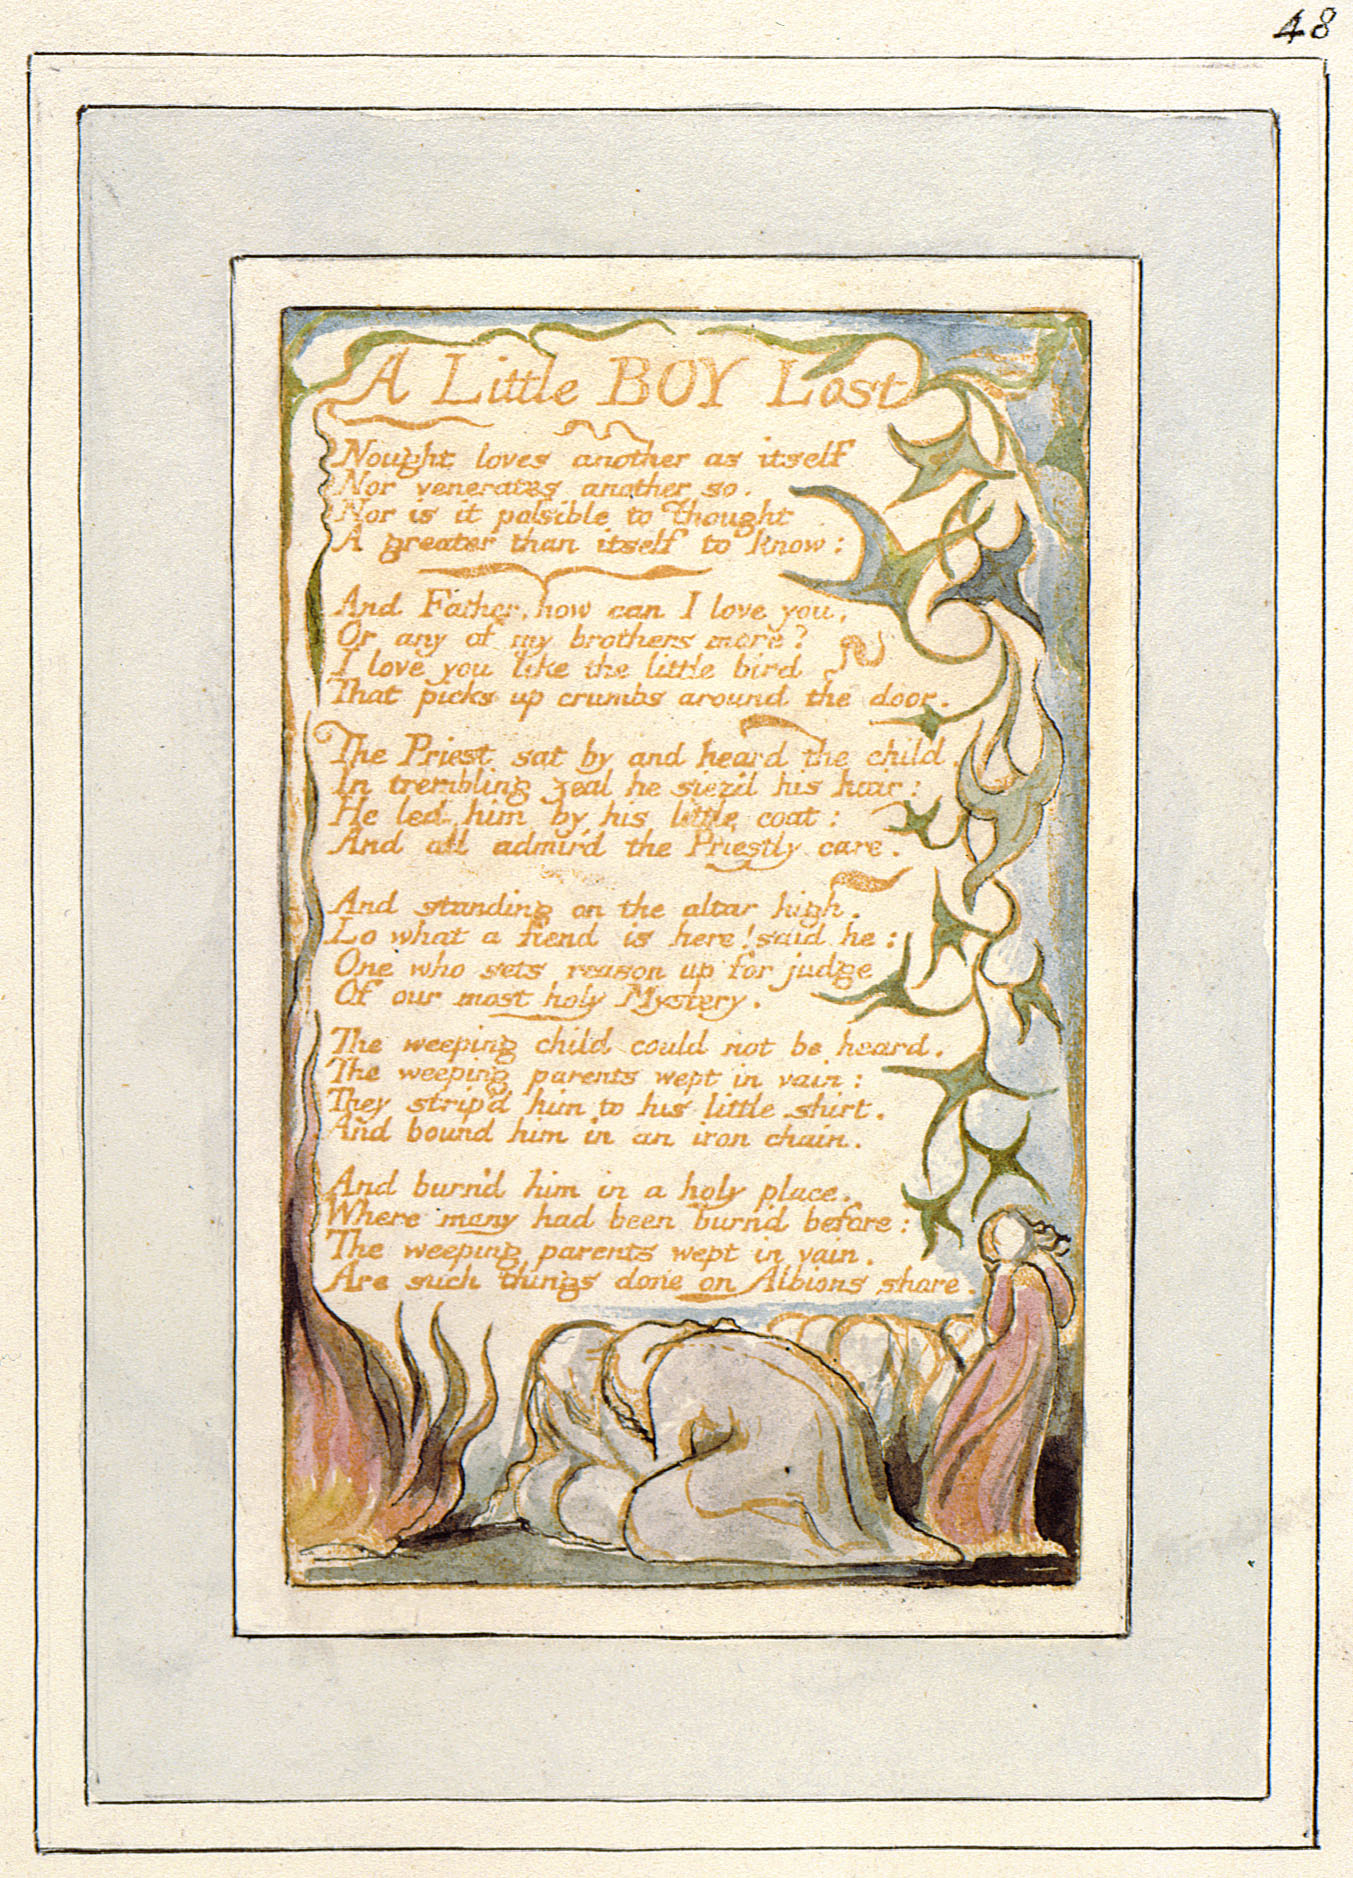 48
A Little BOY Lost
Nought loves another as itself
Nor venerates another so.
Nor is it possible to Thought
A greater than itself to know:
And Father, how can I love you,
Or any of my brothers more?
I love you like the little bird
That picks up crumbs around the door.
The Priest sat by and heard the child.
In trembling zeal he siez'd his hair:
He led him by his little coat:
And all admir'd the Priestly care.
And standing on the altar high.
Lo what a fiend is here! said he:
One who sets reason up for judge
Of our most holy Mystery.
The weeping child could not be heard.
The weeping parents wept in vain:
They strip'd him to his little shirt.
And bound him in an iron chain.
And burn'd him in a holy place.
Where many had been burn'd before:
The weeping parents wept in vain.
Are such things done on Albions shore.